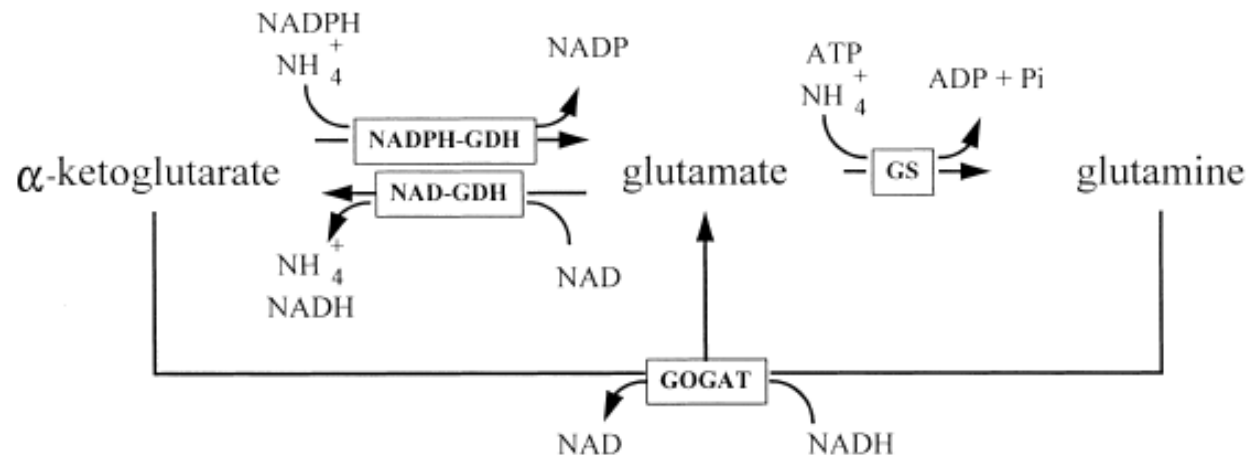 NADPH
NH4+
NADP
ATP
NH4+
ADP + Pi
NADPH-GDH
α-ketoglutarate
glutamate
GS
glutamine
NAD-GDH
NH4+
NADH
NAD
GOGAT
NAD
NADH